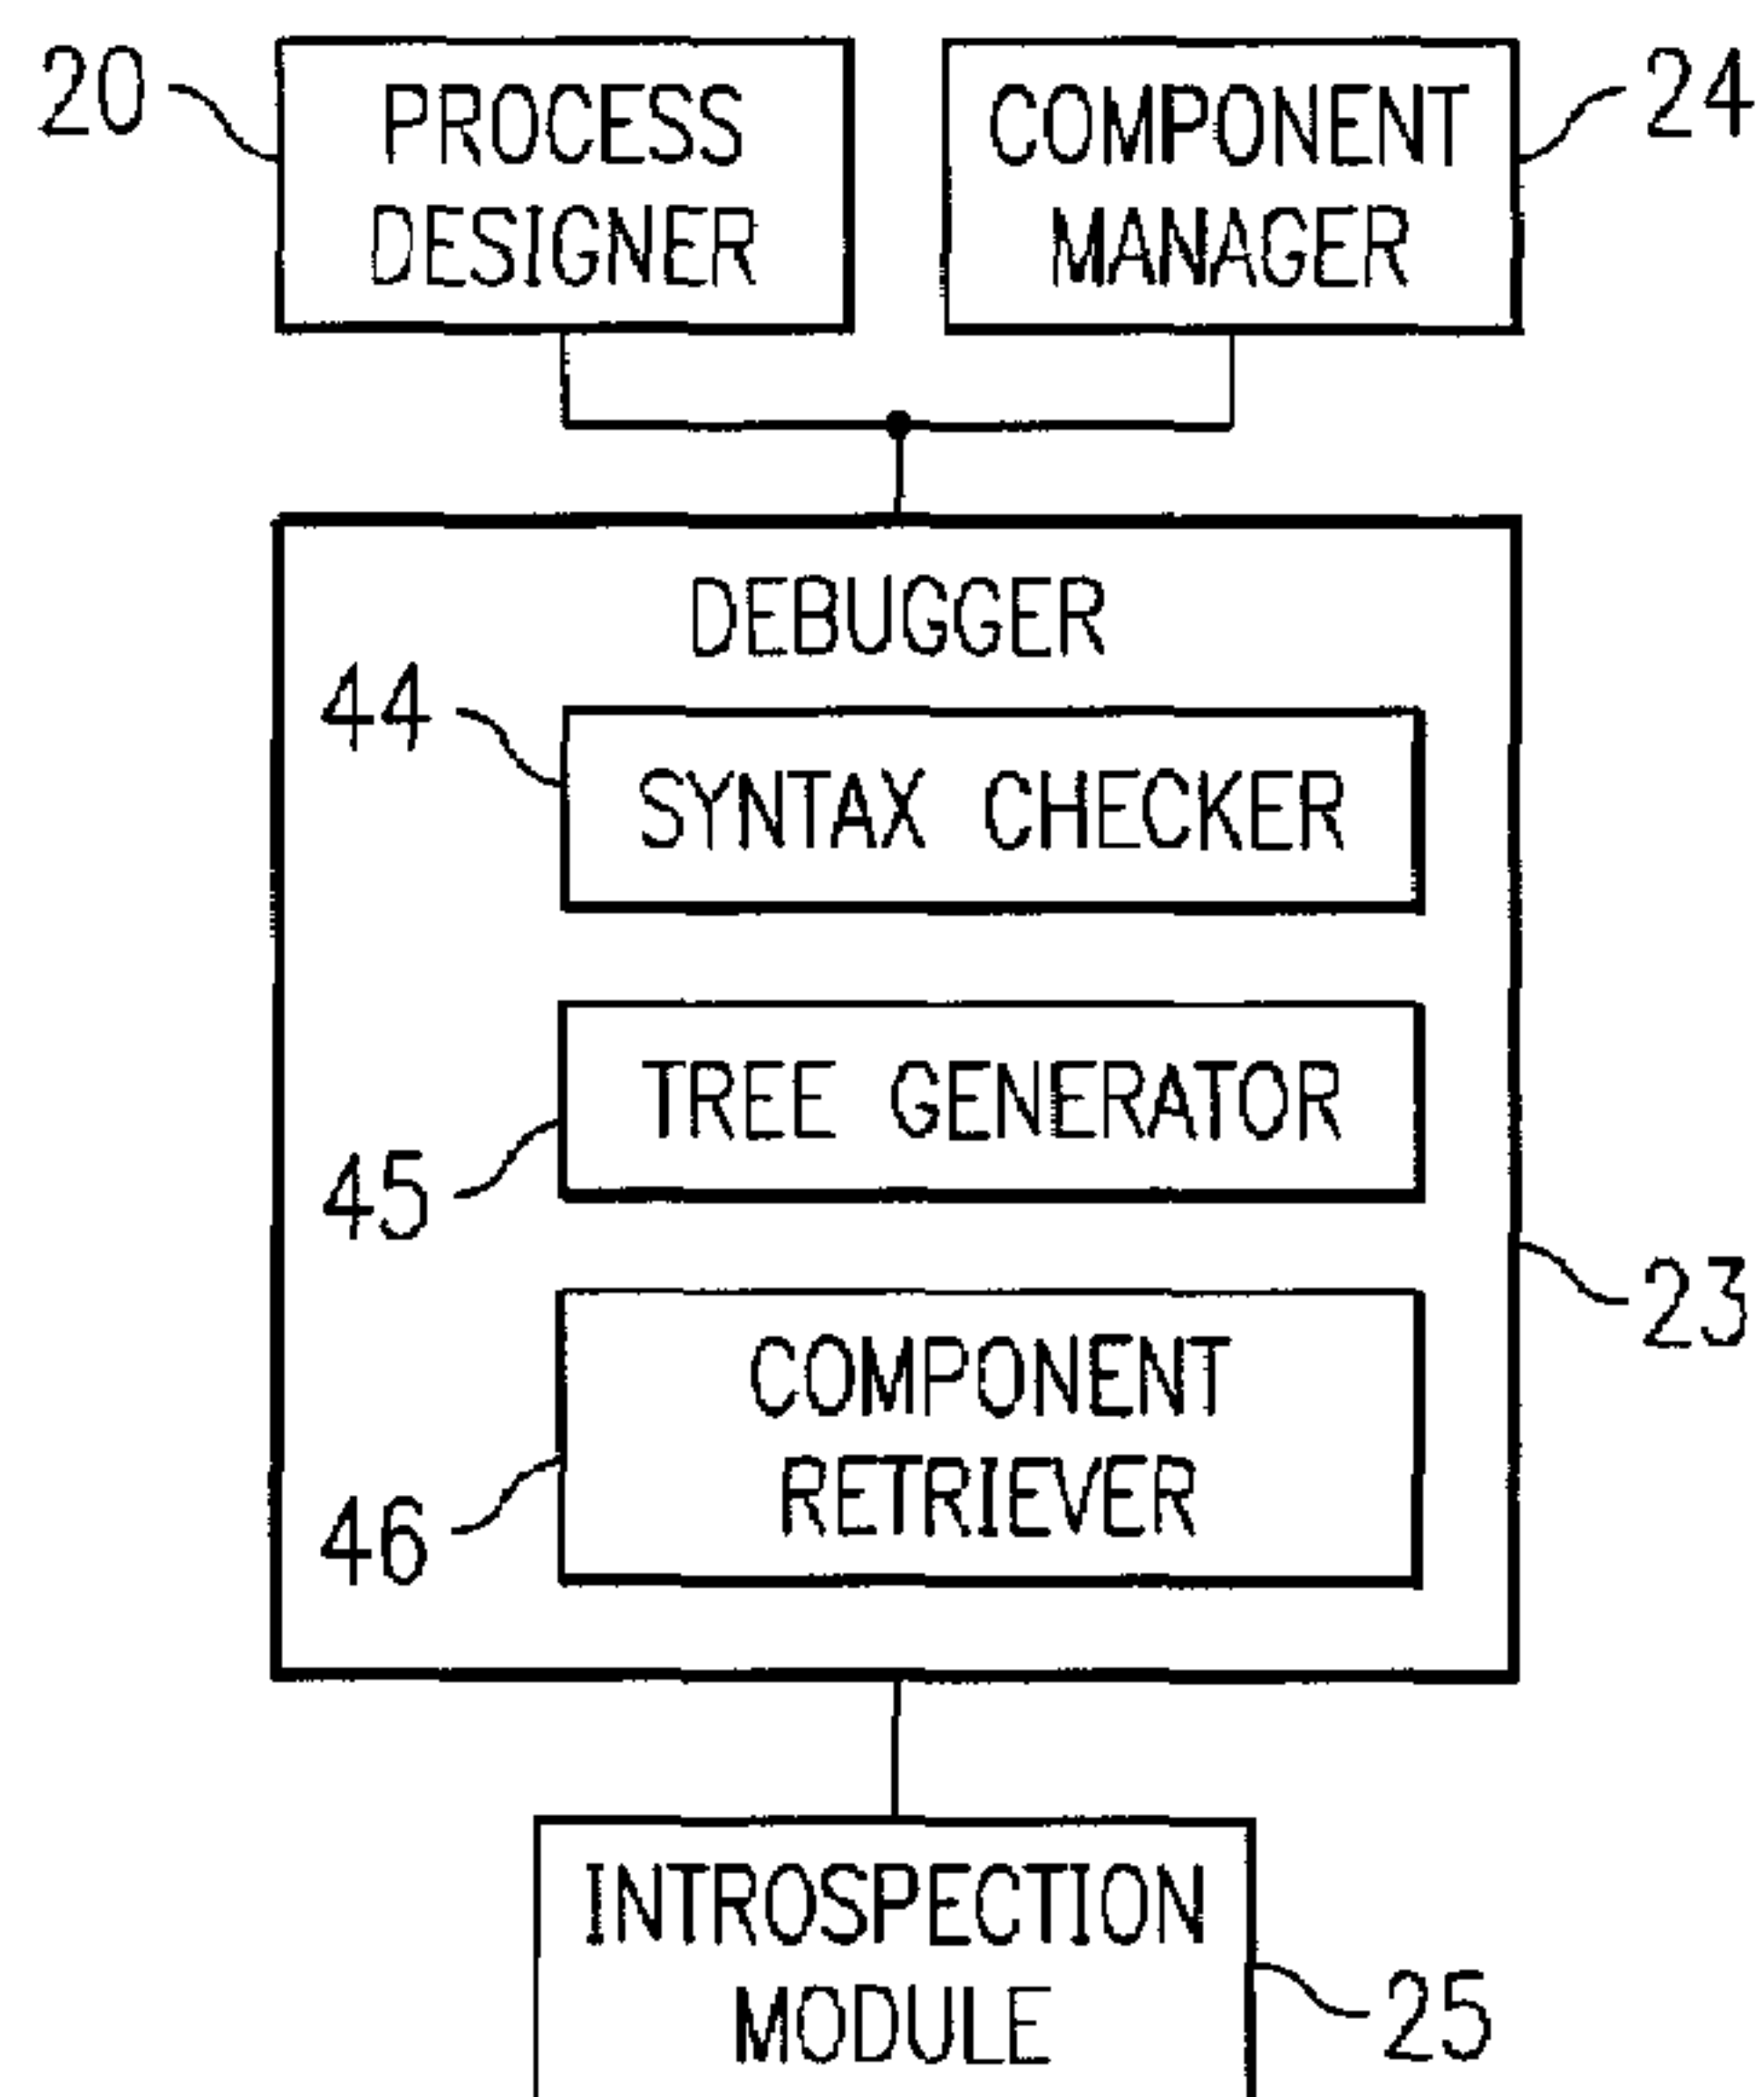 20
PROCESS
DESIGNER
COMPONENT
MANAGER
24
DEBUGGER
44
SYNTAX CHECKER
TREE GENERATOR
45
23
COMPONENT
RETRIEVER
46
INTROSPECTION
MODULE
25